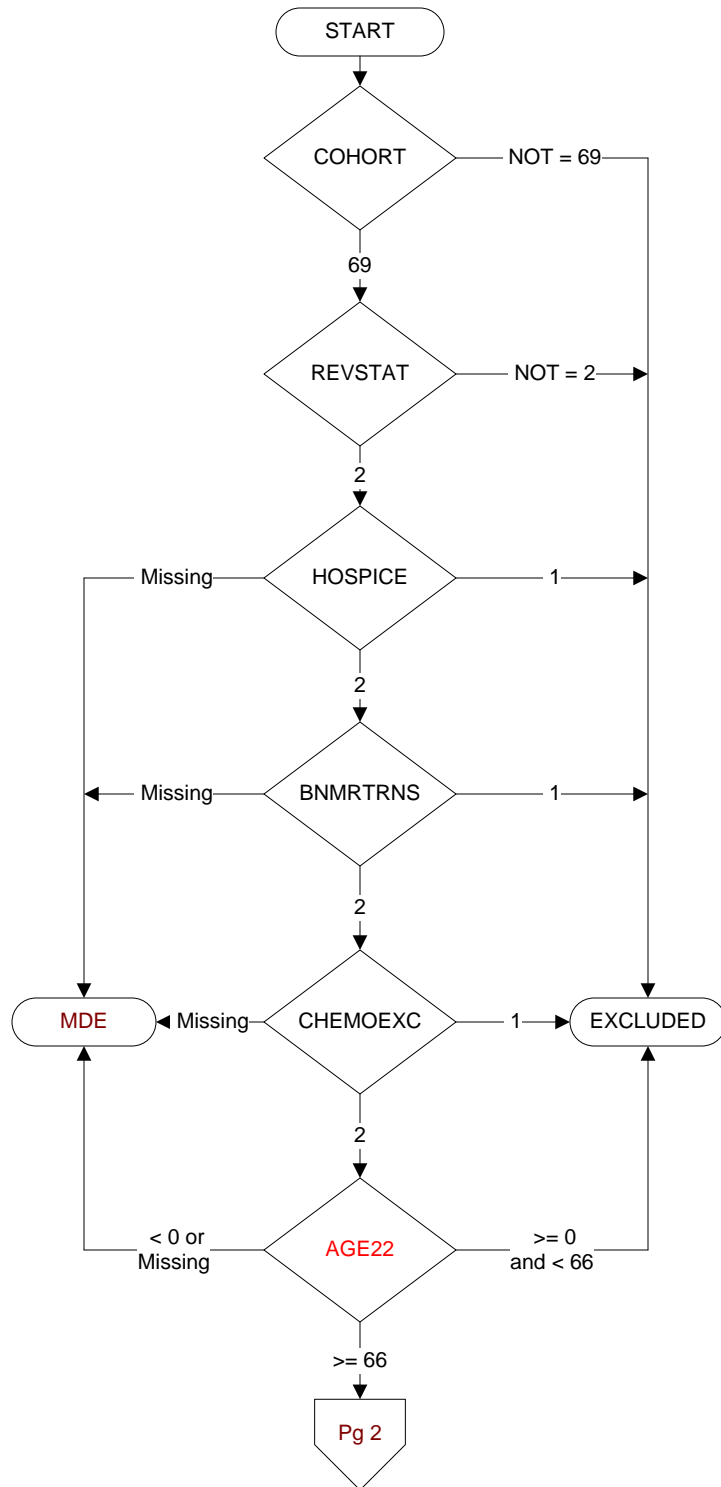 START
COHORT
NOT = 69
69
REVSTAT
NOT = 2
2
Missing
HOSPICE
1
2
Missing
BNMRTRNS
1
2
MDE
Missing
CHEMOEXC
1
EXCLUDED
2
< 0 or
Missing
AGE22
>= 0
and < 66
>= 66
Pg 2